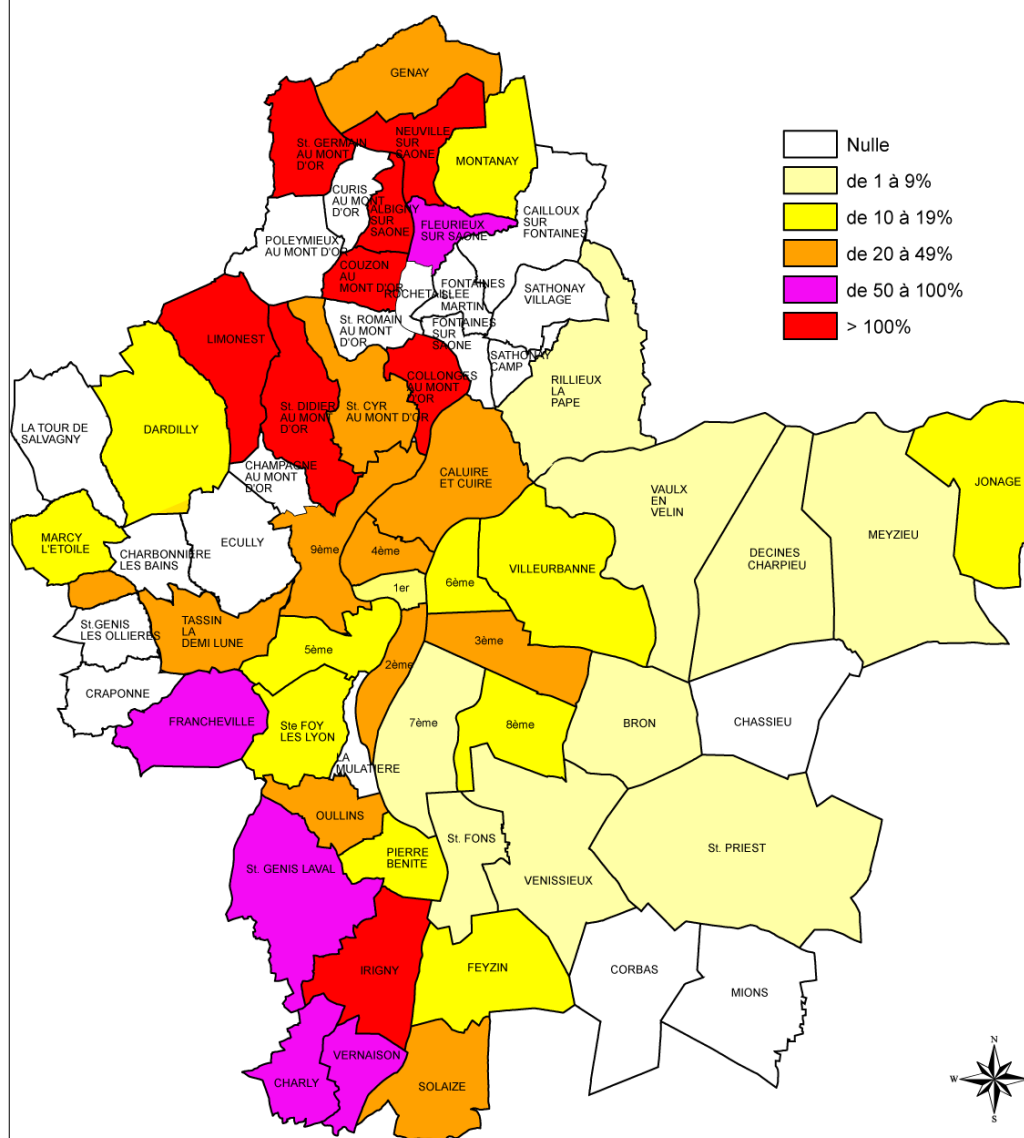 GENAY
St. GERMAIN
AU MONT
D'OR
NEUVILLE
SUR
SAONE
MONTANAY
CURIS
AU MONT
D'OR
ALBIGNY
SUR
SAONE
FLEURIEUX
SUR SAONE
CAILLOUX
SUR
FONTAINES
POLEYMIEUX
AU MONT D'OR
COUZON
AU
MONT D'OR
ROCHETAILLEE
FONTAINES
St.
MARTIN
SATHONAY
VILLAGE
St. ROMAIN
AU MONT
D'OR
FONTAINES
SUR
SAONE
SATHONAY
CAMP
LIMONEST
COLLONGES
AU MONT
D'OR
RILLIEUX
LA
PAPE
St. DIDIER
AU MONT
D'OR
St. CYR
AU MONT D'OR
LA TOUR DE
SALVAGNY
DARDILLY
CHAMPAGNE
AU MONT
D'OR
CALUIRE
ET CUIRE
VAULX
EN
VELIN
DECINES
CHARPIEU
MEYZIEU
JONAGE
MARCY
L'ETOILE
CHARBONNIERE
LES BAINS
ECULLY
9ème
4ème
1er
6ème
VILLEURBANNE
St.GENIS
LES OLLIERES
TASSIN
LA
DEMI LUNE
5ème
2ème
3ème
CRAPONNE
FRANCHEVILLE
Ste FOY
LES LYON
LA
MULATIERE
7ème
8ème
BRON
CHASSIEU
OULLINS
PIERRE
BENITE
St. FONS
St. PRIEST
St. GENIS LAVAL
VENISSIEUX
IRIGNY
FEYZIN
CORBAS
MIONS
VERNAISON
CHARLY
SOLAIZE
Nulle
de 1 à 9%
de 10 à 19%
de 20 à 49%
de 50 à 100%
> 100%
N
W
E
S